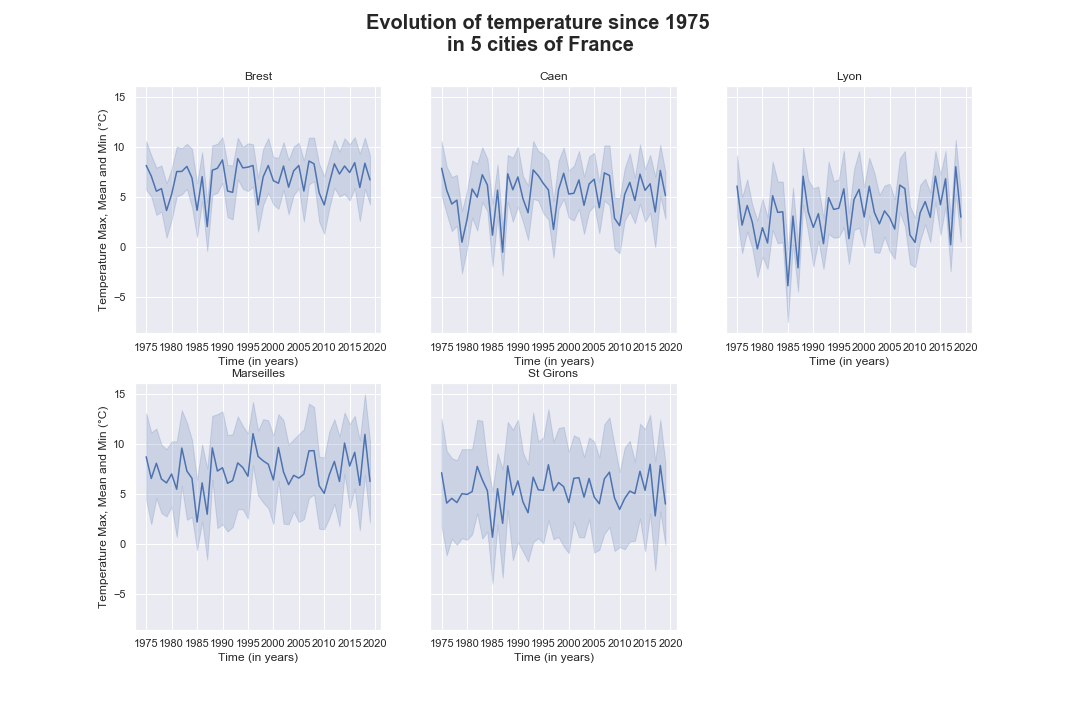 Evolution of temperature since 1975
in 5 cities of France
Brest
Caen
Lyon
Temperature Max, Mean and Min (°C)
15
10
5
0
−5
1975 1980 1985 1990 1995 2000 2005 2010 2015 2020
1975 1980 1985 1990 1995 2000 2005 2010 2015 2020
1975 1980 1985 1990 1995 2000 2005 2010 2015 2020
Time (in years)
Time (in years)
Time (in years)
Marseilles
St Girons
Temperature Max, Mean and Min (°C)
15
10
5
0
−5
1975 1980 1985 1990 1995 2000 2005 2010 2015 2020
1975 1980 1985 1990 1995 2000 2005 2010 2015 2020
Time (in years)
Time (in years)